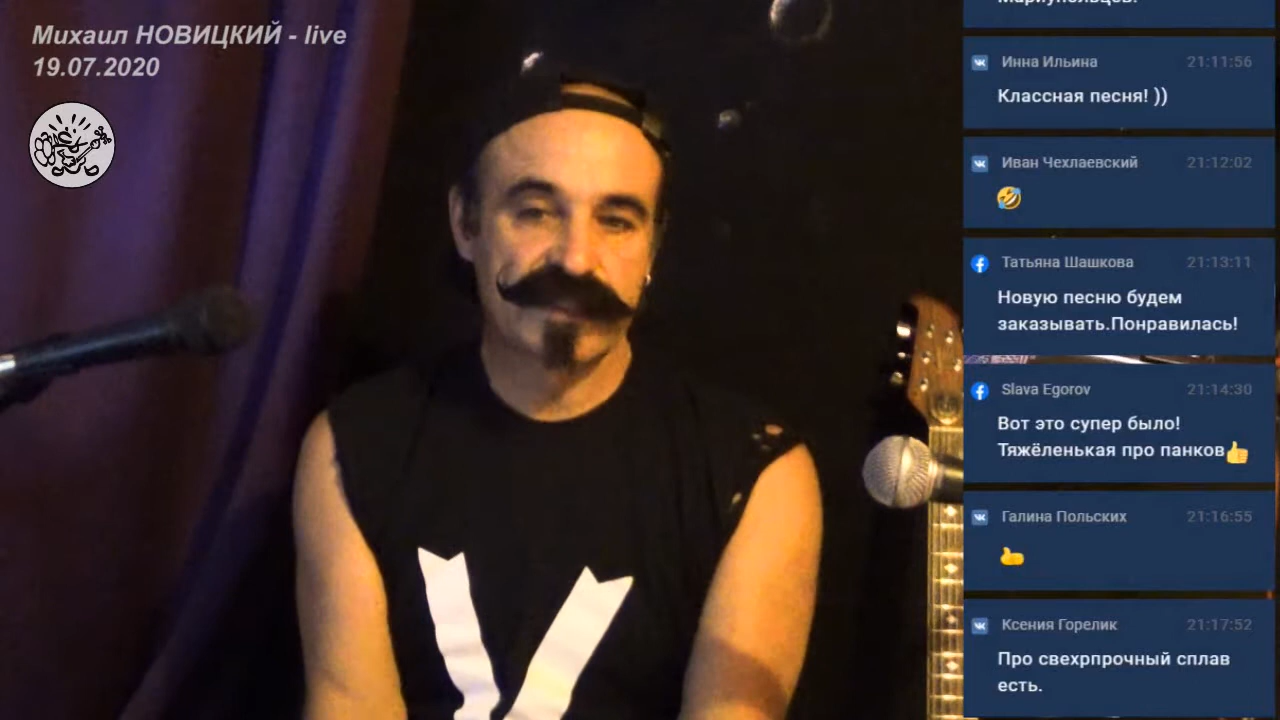 Михаил НОВИЦКИЙ - live
19.07.2020
Мариупольцов!
Инна Ильина 21:11:56
Классная песня! ))
Иван Чехлаевский 21:12:02
Татьяна Шашкова 21:13:11
Новую песню будем
заказывать.Понравилась!
Slava Egorov 21:14:30
Вот это супер было!
Тяжёленькая про панков
Галина Польских 21:16:55
Ксения Горелик 21:17:52
Про свехрпрочный сплав
есть.